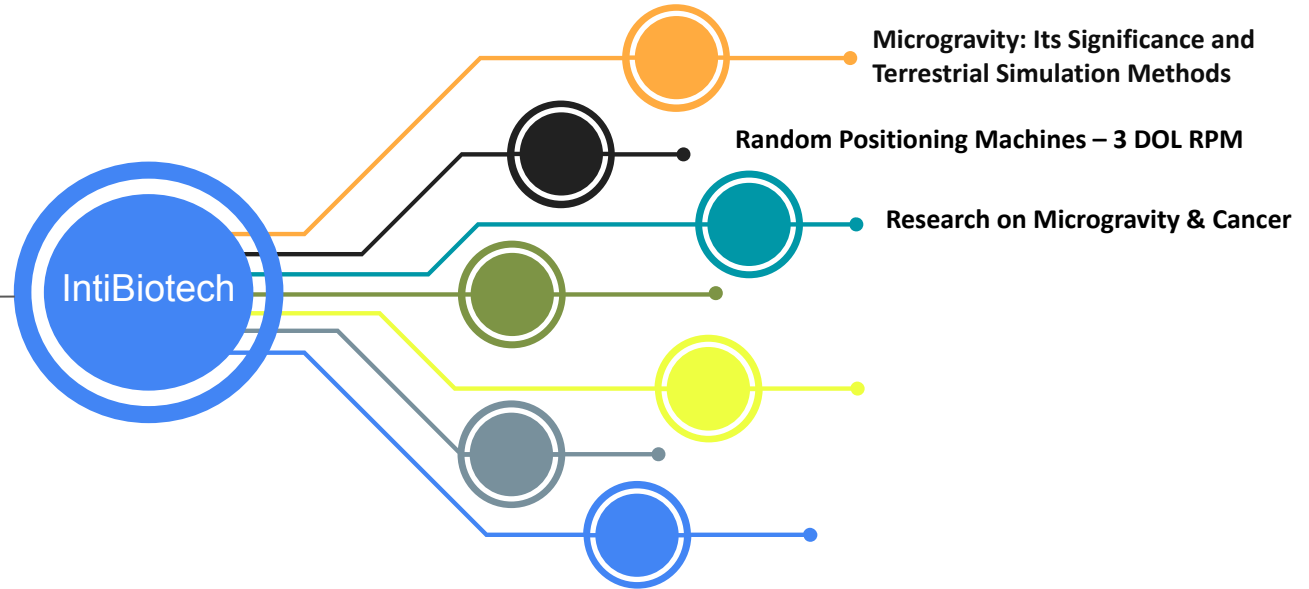 Microgravity: Its Significance and
Terrestrial Simulation Methods
Random Positioning Machines – 3 DOL RPM
Research on Microgravity & Cancer
IntiBiotech